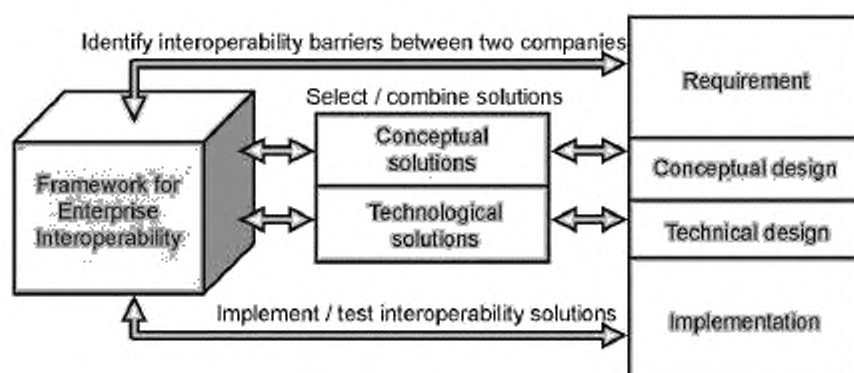 Identify interoperability barriers between two companies
Requirement
Select / combine solutions
Conceptual
solutions
Conceptual design
Framework for
Enterprise
Interoperability
Technological
solutions
Technical design
Implement / test interoperability solutions
Implementation